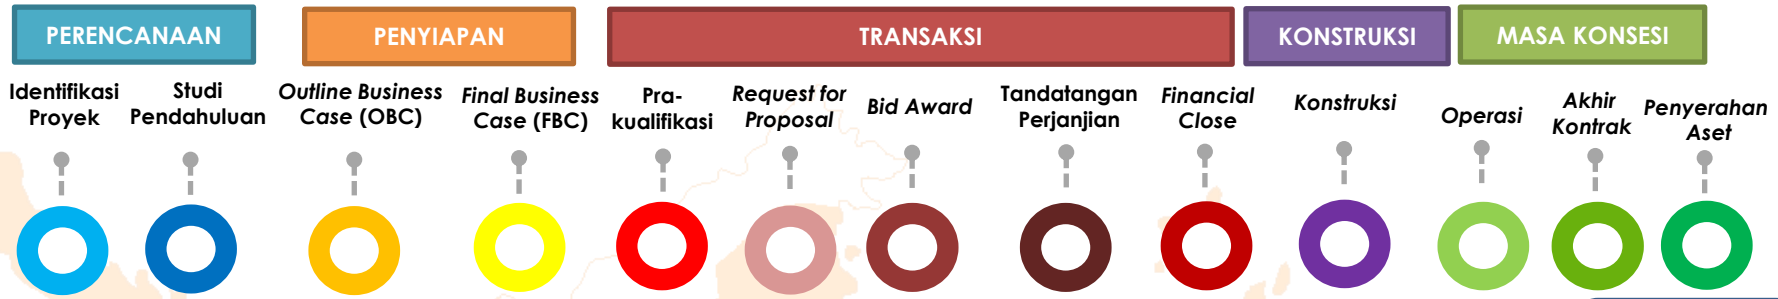 PERENCANAAN
PENYIAPAN
TRANSAKSI
KONSTRUKSI
MASA KONSESI
Identifikasi
Proyek
Studi
Pendahuluan
Outline Business
Case (OBC)
Final Business
Case (FBC)
Pra-
kualifikasi
Request for
Proposal
Bid Award
Tandatangan
Perjanjian
Financial
Close
Konstruksi
Operasi
Akhir
Kontrak
Penyerahan
Aset